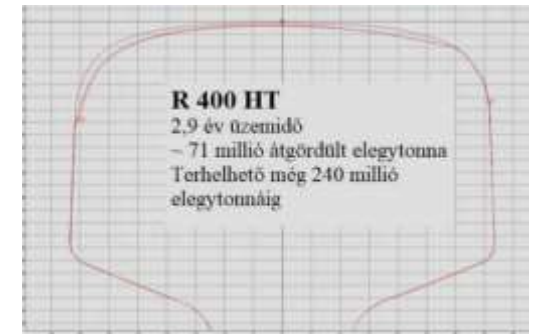 R 400 HT
2,9 év üzemidő
~ 71 millió átgördült elegytonna
Terhelhető még 240 millió
elegytonnáig